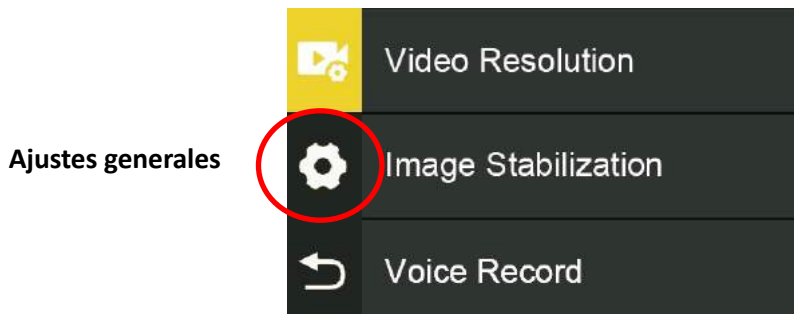 Video Resolution
Ajustes generales
Image Stabilization
Voice Record